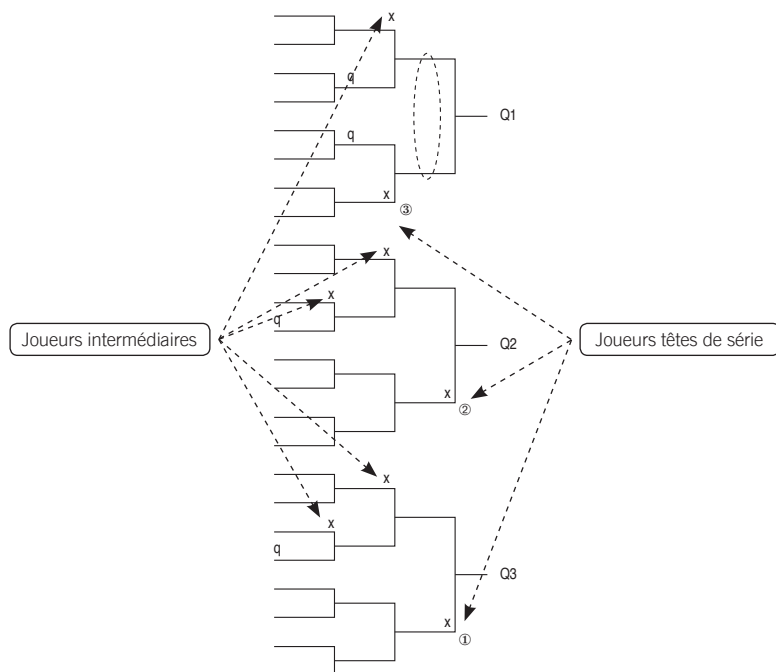 x
q
Q1
q
x
③
x
x
q
Joueurs intermédiaires
Q2
Joueurs têtes de série
x
②
x
x
q
Q3
x
①